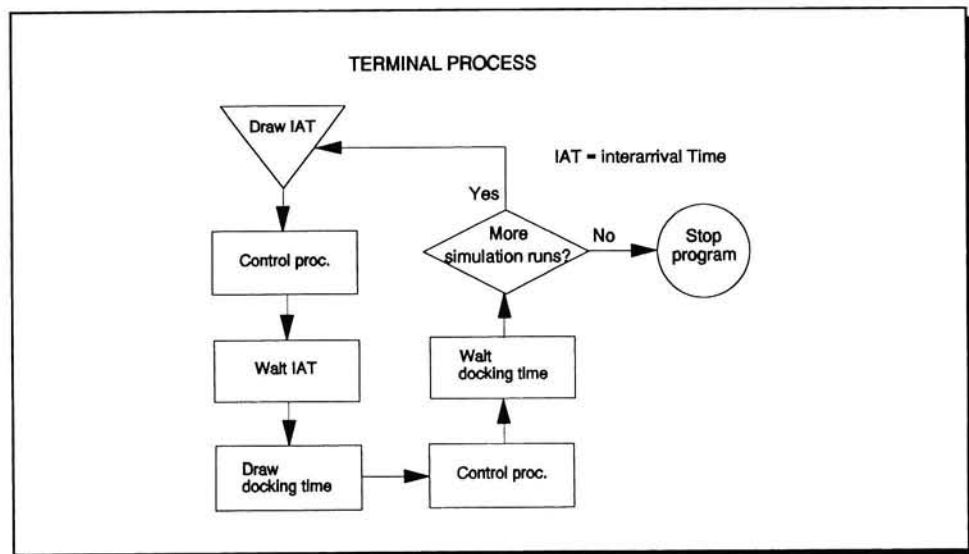 TERMINAL PROCESS
Draw IAT
IAT = interarrival Time
Yes
More
simulation runs?
No
Stop
program
Control proc.
Wait IAT
Wait
docking time
Draw
docking time
Control proc.